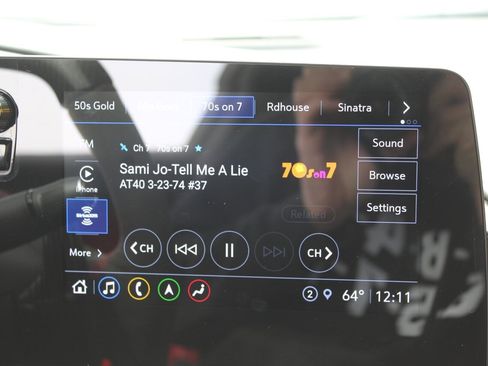 50s Gold 70s on 7 Rdhouse Sinatra
Ch 7 70s on 7
Sound
Sami Jo-Tell Me A Lie
AT40 3-23-74 #37
70s on 7
iPhone
Browse
SiriusXM
Related
Settings
More
CH
CH
2 64° 12:11